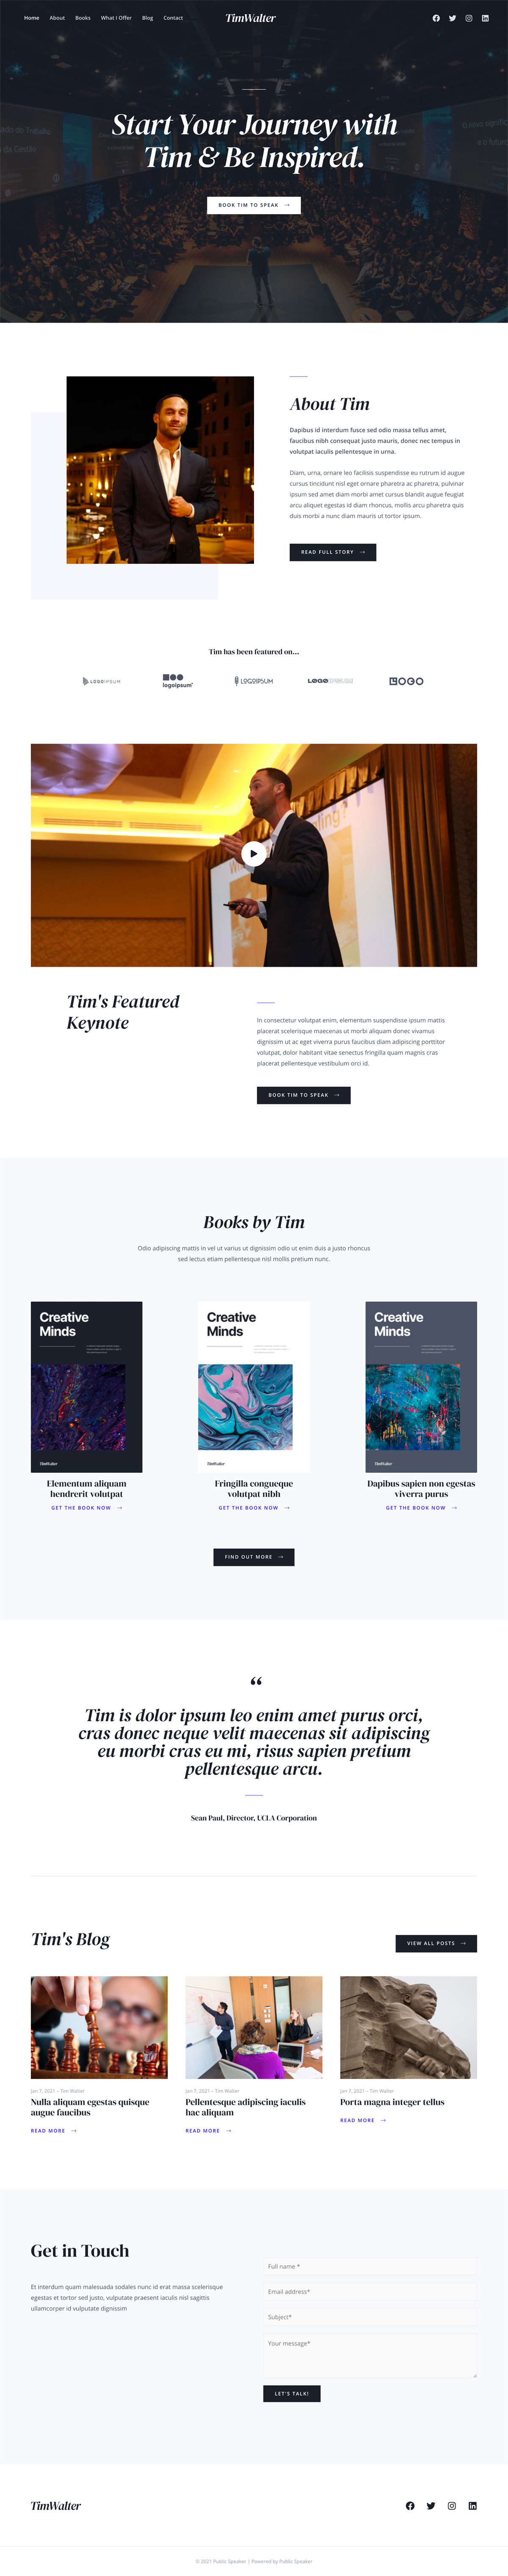 Home About Books What I Offer Blog Contact
TimWalter
Start Your Journey with
Tim & Be Inspired.
BOOK TIM TO SPEAK
About Tim
Dapibus id interdum fusce sed odio massa tellus amet,
faucibus nibh consequat justo mauris, donec nec tempus in
volutpat iaculis pellentesque in urna.
Diam, urna, ornare leo facilisis suspendisse eu rutrum id augue
cursus tincidunt nisl eget ornare pharetra ac pharetra, pulvinar
ipsum sed amet diam morbi amet cursus blandit augue feugiat
arcu aliquet egestas id diam rhoncus, mollis arcu pharetra quis
duis morbi a nunc diam mauris ut tortor ipsum.
READ FULL STORY
Tim has been featured on...
LOGOIPSUM
logoipsum
LOGOIPSUM
LOGOIPSUM
LOGO
Tim's Featured
Keynote
In consectetur volutpat enim, elementum suspendisse ipsum mattis
placerat scelerisque maecenas ut morbi aliquam donec vivamus
dignissim ut ac eget viverra purus faucibus diam adipiscing porttitor
volutpat, dolor habitant vitae senectus fringilla quam magnis cras
placerat pellentesque vestibulum orci id.
BOOK TIM TO SPEAK
Books by Tim
Odio adipiscing mattis in vel ut varius ut dignissim odio ut enim duis a justo rhoncus
sed lectus etiam pellentesque nisl mollis pretium nunc.
Creative
Minds
TimWalter
Elementum aliquam
hendrerit volutpat
GET THE BOOK NOW
Creative
Minds
TimWalter
Fringilla congueque
volutpat nibh
GET THE BOOK NOW
Creative
Minds
TimWalter
Dapibus sapien non egestas
viverra purus
GET THE BOOK NOW
FIND OUT MORE
“
Tim is dolor ipsum leo enim amet purus orci,
cras donec neque velit maecenas sit adipiscing
eu morbi cras eu mi, risus sapien pretium
pellentesque arcu.
Sean Paul, Director, UCLA Corporation
Tim's Blog
VIEW ALL POSTS
Jan 7, 2021 – Tim Walter
Nulla aliquam egestas quisque
augue faucibus
READ MORE
Jan 7, 2021 – Tim Walter
Pellentesque adipiscing iaculis
hac aliquam
READ MORE
Jan 7, 2021 – Tim Walter
Porta magna integer tellus
READ MORE
Get in Touch
Et interdum quam malesuada sodales nunc id erat massa scelerisque
egestas et tortor sed justo, vulputate praesent iaculis nisl sagittis
ullamcorper id vulputate dignissim
Full name *
Email address*
Subject*
Your message*
LET'S TALK!
TimWalter
© 2021 Public Speaker | Powered by Public Speaker